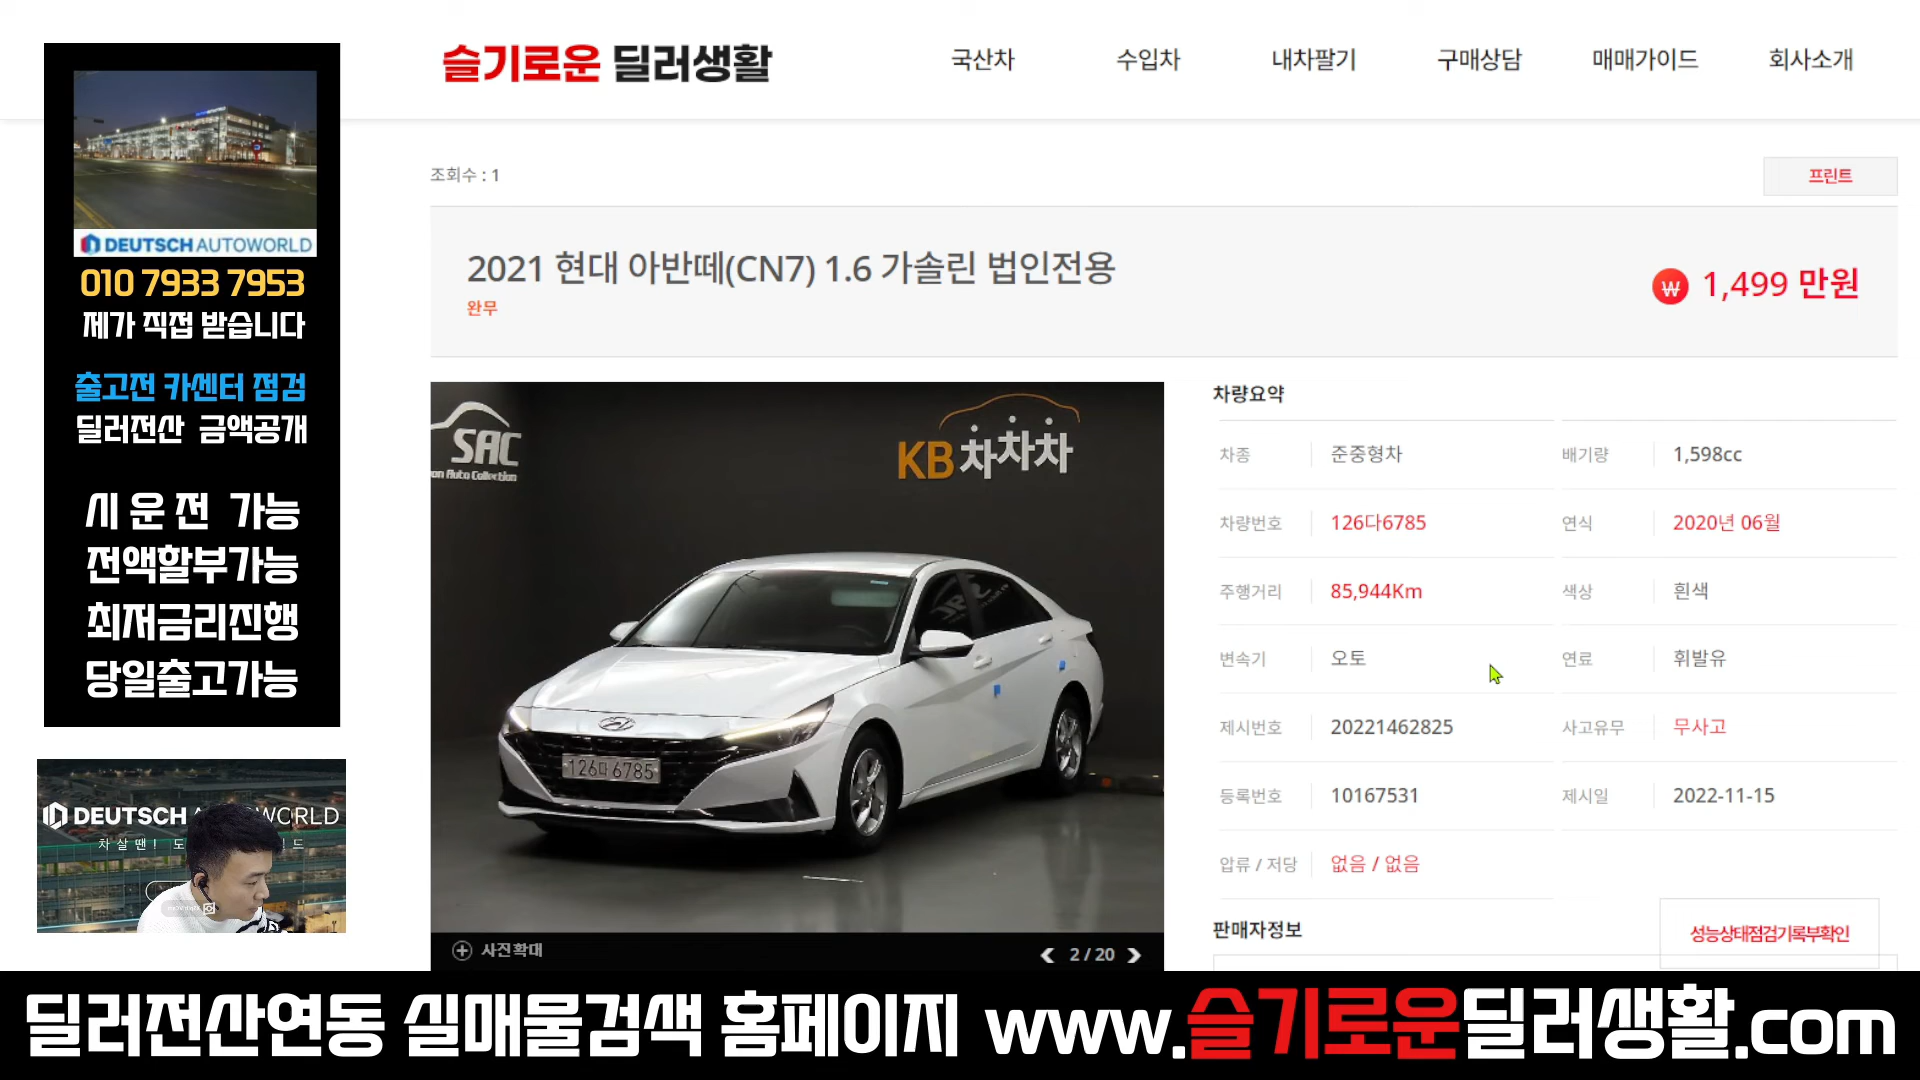 슬기로운 딜러생활
국산차
수입차
내차팔기
구매상담
매매가이드
회사소개
DEUTSCH AUTOWORLD
010 7933 7953
제가 직접 받습니다
출고전 카센터 점검
딜러전산 금액공개
시운전 가능
전액할부가능
최저금리진행
당일출고가능
조회수 : 1
프린트
2021 현대 아반떼(CN7) 1.6 가솔린 법인전용
완무
₩ 1,499 만원
SAC
on Auto Collection
KB차차차
126다 6785
사진확대
2 / 20
차량요약
차종 준중형차 배기량 1,598cc
차량번호 126다6785 연식 2020년 06월
주행거리 85,944Km 색상 흰색
변속기 오토 연료 휘발유
제시번호 20221462825 사고유무 무사고
등록번호 10167531 제시일 2022-11-15
압류 / 저당 없음 / 없음
판매자정보
성능상태점검기록부확인
DEUTSCH A WORLD
차살땐! 도 드
딜러전산연동 실매물검색 홈페이지 www.슬기로운딜러생활.com